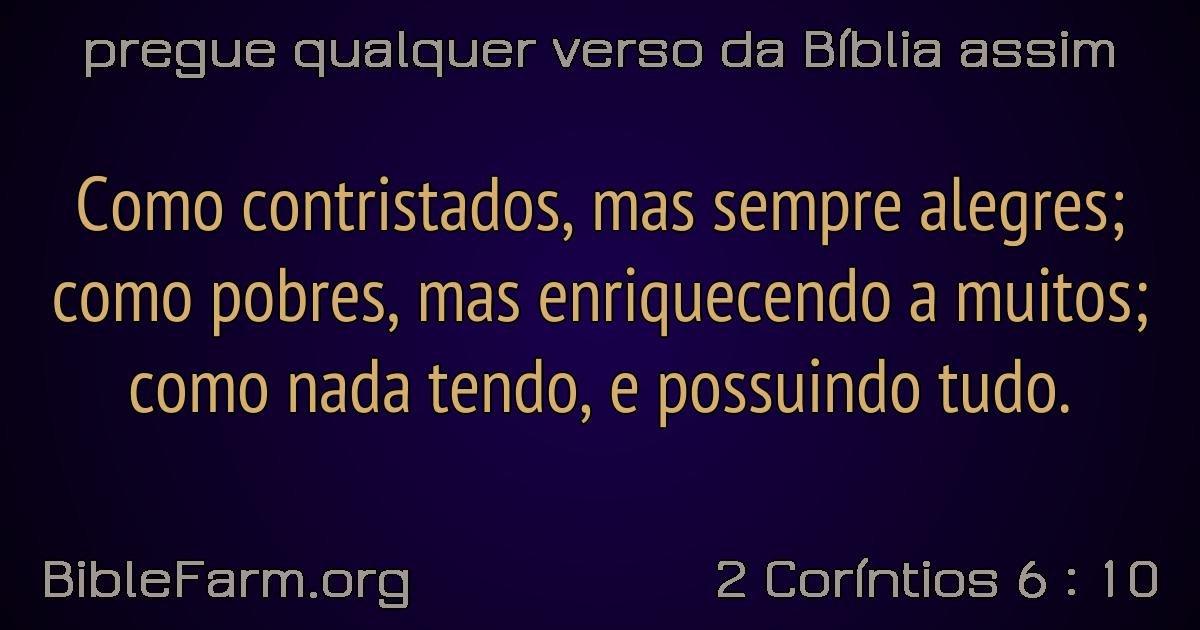 pregue qualquer verso da Bíblia assim
Como contristados, mas sempre alegres;
como pobres, mas enriquecendo a muitos;
como nada tendo, e possuindo tudo.
BibleFarm.org
2 Coríntios 6 : 10